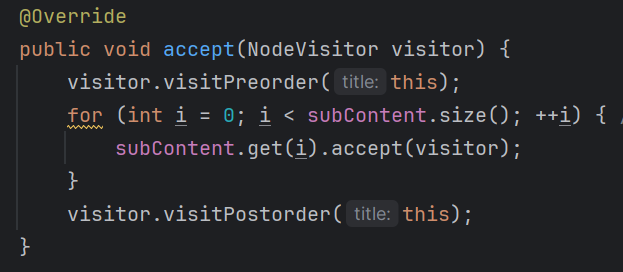 @Override
public void accept(NodeVisitor visitor) {
visitor.visitPreorder( title: this);
for (int i = 0; i < subContent.size(); ++i) { /
subContent.get(i).accept(visitor);
}
visitor.visitPostorder( title: this);
}